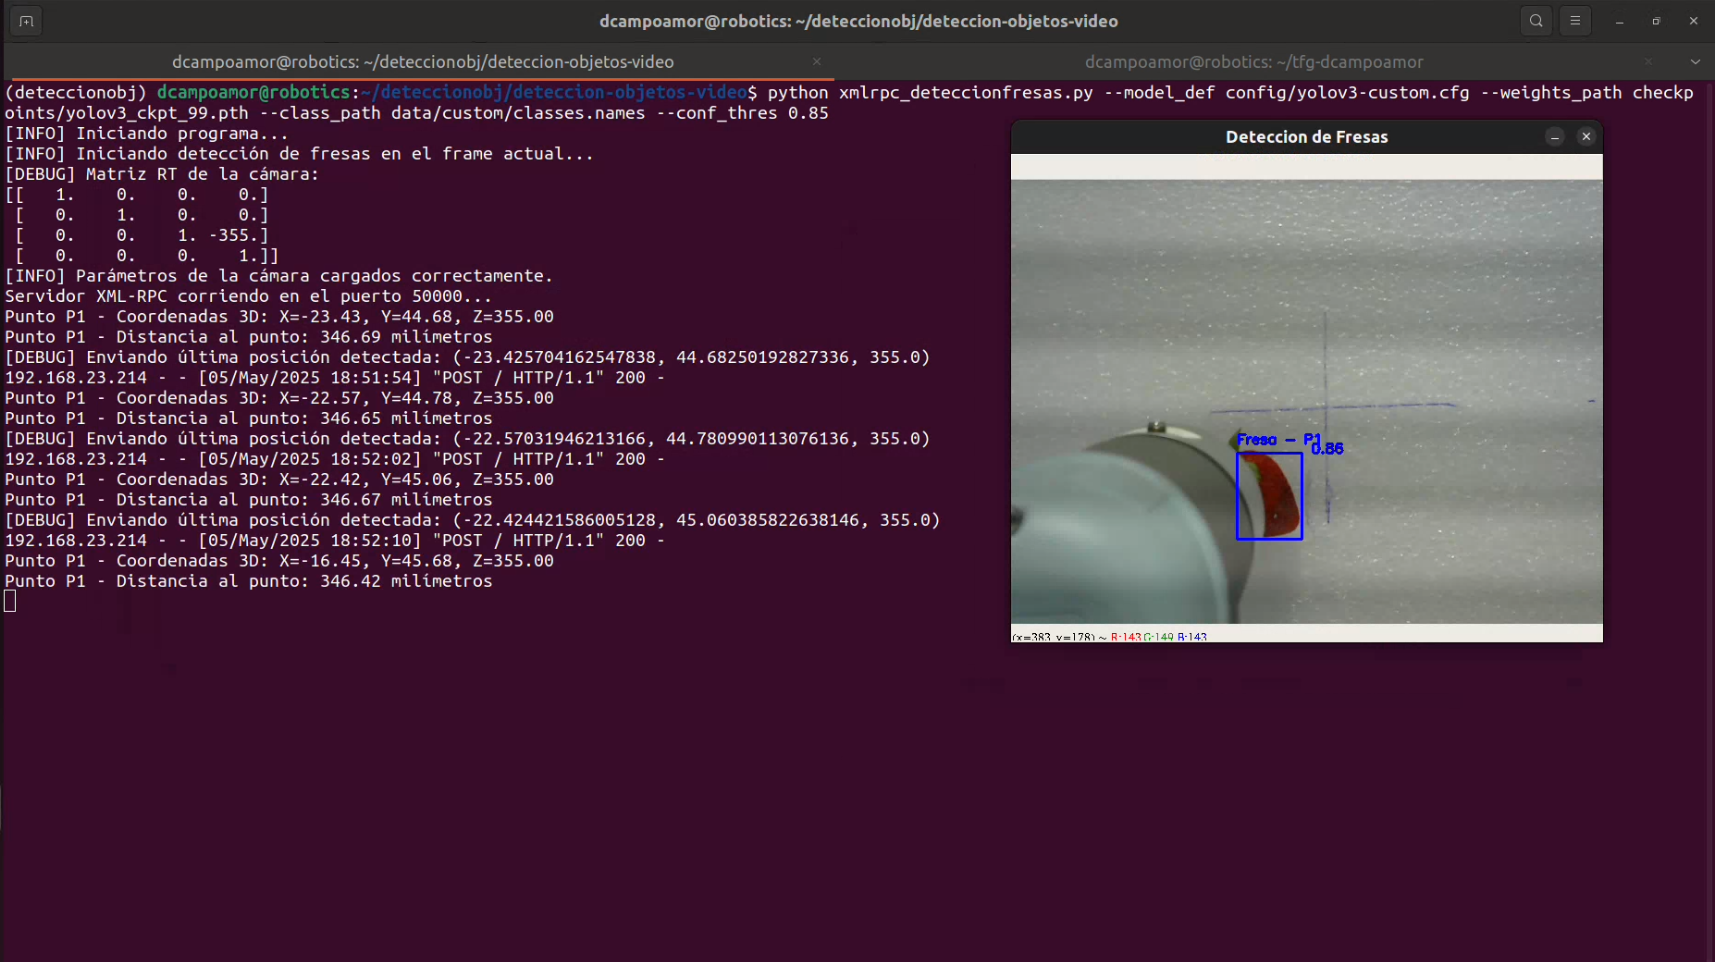 dcampoamor@robotics: ~/deteccionobj/deteccion-objetos-video
dcampoamor@robotics: ~/deteccionobj/deteccion-objetos-video
dcampoamor@robotics: ~/tfg-dcampoamor
(deteccionobj) dcampoamor@robotics:~/deteccionobj/deteccion-objetos-video$ python xmlrpc_deteccionfresas.py --model_def config/yolov3-custom.cfg --weights_path checkp
oints/yolov3_ckpt_99.pth --class_path data/custom/classes.names --conf_thres 0.85
[INFO] Iniciando programa...
[INFO] Iniciando detección de fresas en el frame actual...
[DEBUG] Matriz RT de la cámara:
[[   1.    0.    0.    0.]
 [   0.    1.    0.    0.]
 [   0.    0.    1. -355.]
 [   0.    0.    0.    1.]]
[INFO] Parámetros de la cámara cargados correctamente.
Servidor XML-RPC corriendo en el puerto 50000...
Punto P1 - Coordenadas 3D: X=-23.43, Y=44.68, Z=355.00
Punto P1 - Distancia al punto: 346.69 milímetros
[DEBUG] Enviando última posición detectada: (-23.425704162547838, 44.68250192827336, 355.0)
192.168.23.214 - - [05/May/2025 18:51:54] "POST / HTTP/1.1" 200 -
Punto P1 - Coordenadas 3D: X=-22.57, Y=44.78, Z=355.00
Punto P1 - Distancia al punto: 346.65 milímetros
[DEBUG] Enviando última posición detectada: (-22.57031946213166, 44.780990113076136, 355.0)
192.168.23.214 - - [05/May/2025 18:52:02] "POST / HTTP/1.1" 200 -
Punto P1 - Coordenadas 3D: X=-22.42, Y=45.06, Z=355.00
Punto P1 - Distancia al punto: 346.67 milímetros
[DEBUG] Enviando última posición detectada: (-22.424421586005128, 45.060385822638146, 355.0)
192.168.23.214 - - [05/May/2025 18:52:10] "POST / HTTP/1.1" 200 -
Punto P1 - Coordenadas 3D: X=-16.45, Y=45.68, Z=355.00
Punto P1 - Distancia al punto: 346.42 milímetros
Deteccion de Fresas
Fresa - P1
0.86
(x=383, y=178) ~ R:143 G:149 B:143